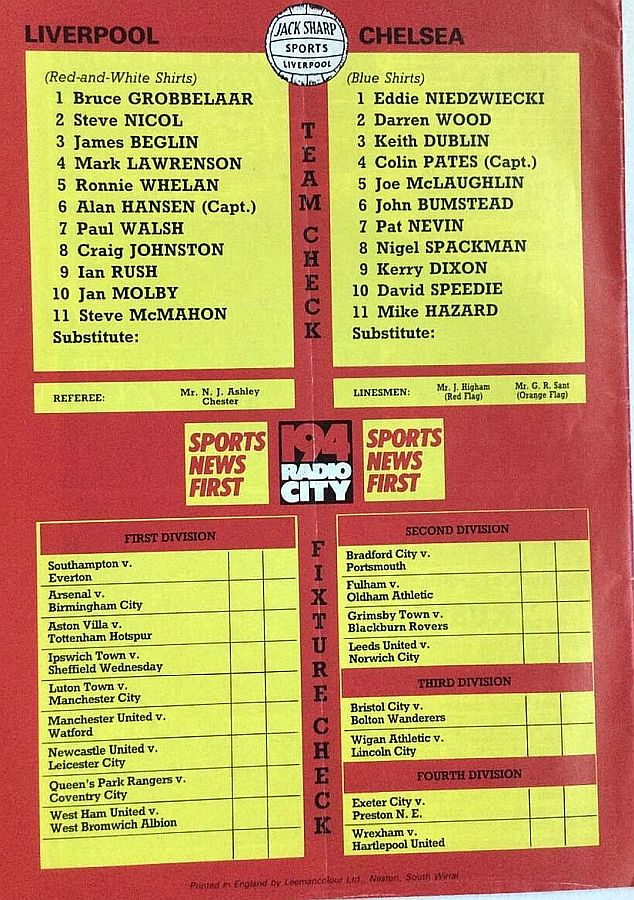 LIVERPOOL
JACK SHARP
SPORTS
LIVERPOOL
CHELSEA
(Red-and-White Shirts)
1 Bruce GROBBELAAR
2 Steve NICOL
3 James BEGLIN
4 Mark LAWRENSON
5 Ronnie WHELAN
6 Alan HANSEN (Capt.)
7 Paul WALSH
8 Craig JOHNSTON
9 Ian RUSH
10 Jan MOLBY
11 Steve McMAHON
Substitute:
TEAM CHECK
(Blue Shirts)
1 Eddie NIEDZWIECKI
2 Darren WOOD
3 Keith DUBLIN
4 Colin PATES (Capt.)
5 Joe McLAUGHLIN
6 John BUMSTEAD
7 Pat NEVIN
8 Nigel SPACKMAN
9 Kerry DIXON
10 David SPEEDIE
11 Mike HAZARD
Substitute:
REFEREE:
Mr. N. J. Ashley
Chester
LINESMEN:
Mr. J. Higham
(Red Flag)
Mr. G. R. Sant
(Orange Flag)
SPORTS
NEWS
FIRST
194
RADIO
CITY
SPORTS
NEWS
FIRST
FIRST DIVISION
Southampton v.
Everton
Arsenal v.
Birmingham City
Aston Villa v.
Tottenham Hotspur
Ipswich Town v.
Sheffield Wednesday
Luton Town v.
Manchester City
Manchester United v.
Watford
Newcastle United v.
Leicester City
Queen's Park Rangers v.
Coventry City
West Ham United v.
West Bromwich Albion
FIXTURE CHECK
SECOND DIVISION
Bradford City v.
Portsmouth
Fulham v.
Oldham Athletic
Grimsby Town v.
Blackburn Rovers
Leeds United v.
Norwich City
THIRD DIVISION
Bristol City v.
Bolton Wanderers
Wigan Athletic v.
Lincoln City
FOURTH DIVISION
Exeter City v.
Preston N. E.
Wrexham v.
Hartlepool United
Printed in England by Leemancolour Ltd., Neston, South Wirral